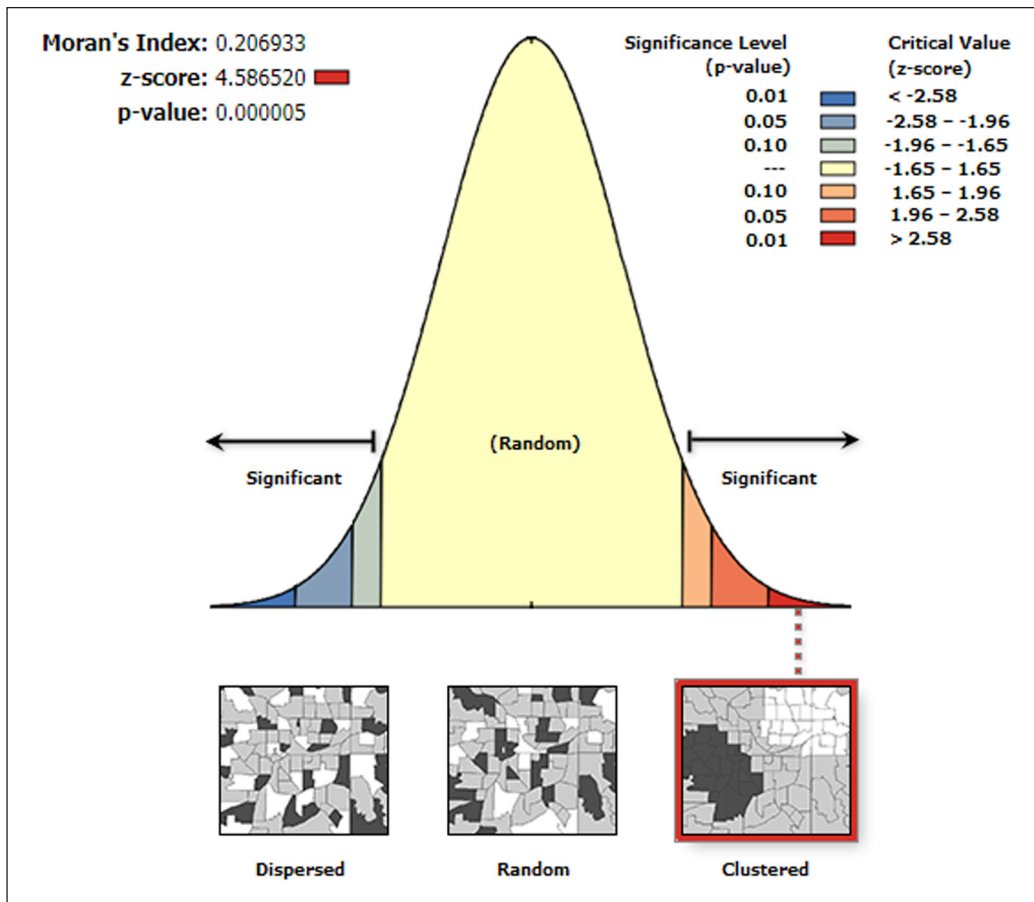 Moran's Index: 0.206933
z-score: 4.586520
p-value: 0.000005
Significance Level
(p-value)
Critical Value
(z-score)
0.01 < -2.58
0.05 -2.58 – -1.96
0.10 -1.96 – -1.65
--- -1.65 – 1.65
0.10 1.65 – 1.96
0.05 1.96 – 2.58
0.01 > 2.58
(Random)
Significant
Significant
Dispersed
Random
Clustered